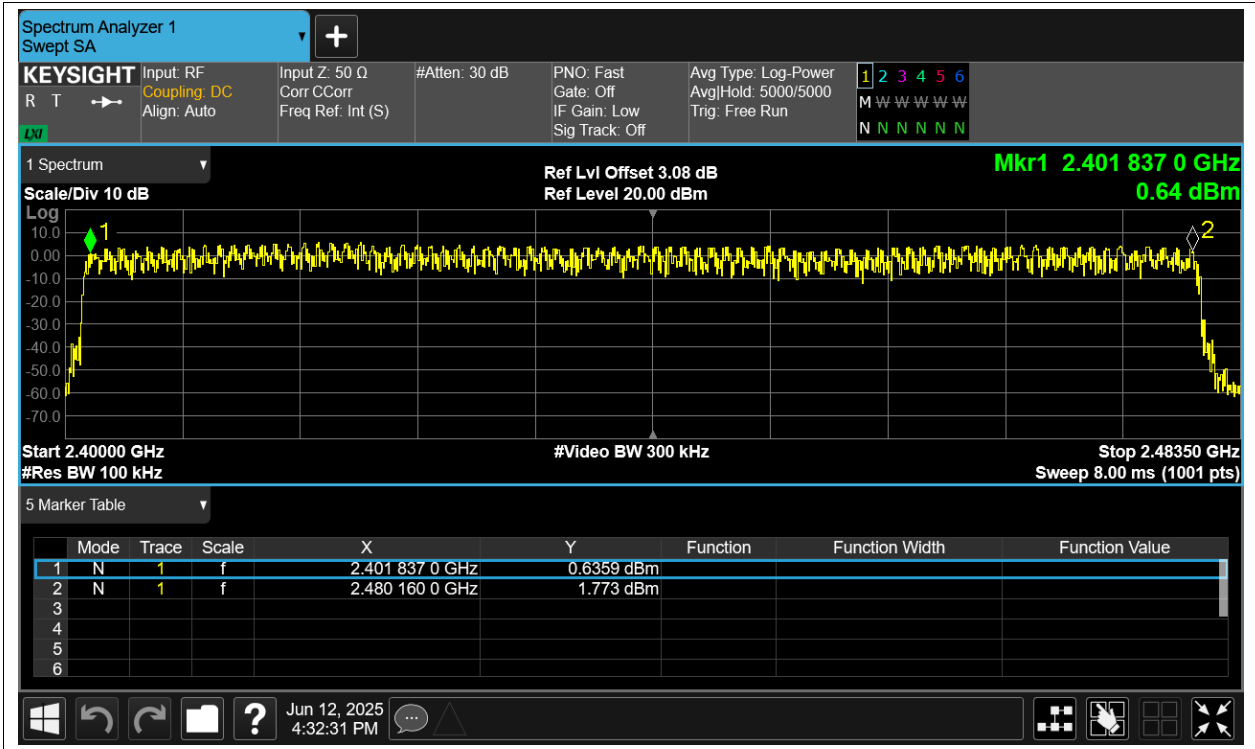 Spectrum Analyzer 1
Swept SA
+
KEYSIGHT Input: RF Input Z: 50 Ω #Atten: 30 dB PNO: Fast Avg Type: Log-Power 1 2 3 4 5 6
R T Coupling: DC Corr CCorr Gate: Off Avg|Hold: 5000/5000 M W W W W W
Align: Auto Freq Ref: Int (S) IF Gain: Low Trig: Free Run
LXI Sig Track: Off N N N N N N
1 Spectrum
Ref Lvl Offset 3.08 dB Mkr1 2.401 837 0 GHz
Scale/Div 10 dB Ref Level 20.00 dBm 0.64 dBm
Log
10.0
0.00
-10.0
-20.0
-30.0
-40.0
-50.0
-60.0
-70.0
1
2
Start 2.40000 GHz #Video BW 300 kHz Stop 2.48350 GHz
#Res BW 100 kHz Sweep 8.00 ms (1001 pts)
5 Marker Table
Mode Trace Scale X Y Function Function Width Function Value
1 N 1 f 2.401 837 0 GHz 0.6359 dBm
2 N 1 f 2.480 160 0 GHz 1.773 dBm
3
4
5
6
? Jun 12, 2025
4:32:31 PM